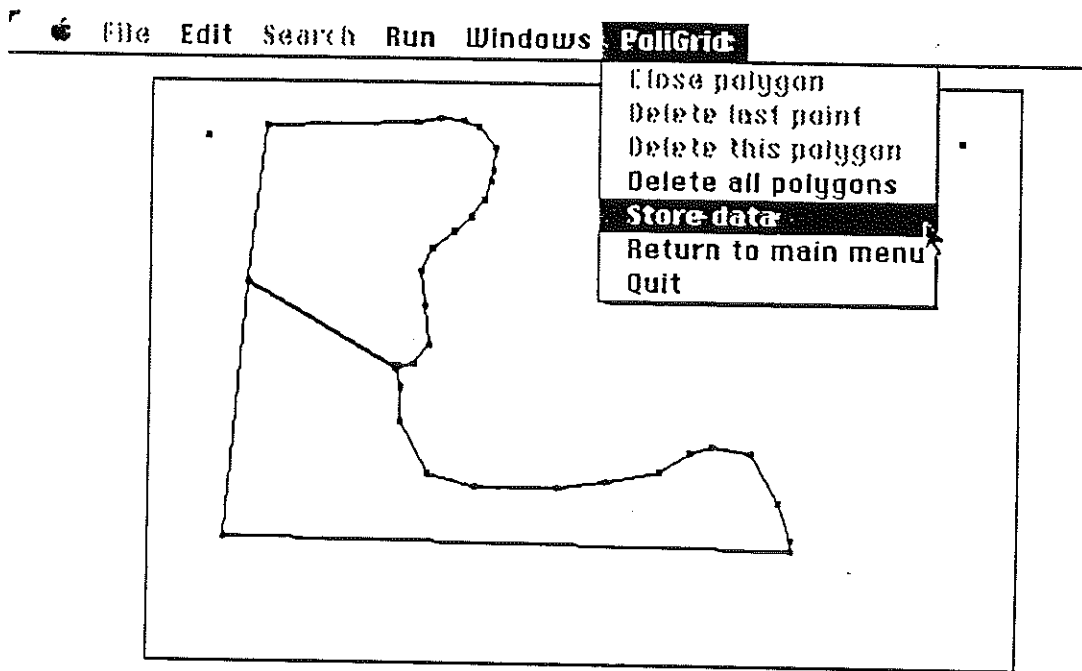 File Edit Search Run Windows PoliGrid
Close polygon
Delete last point
Delete this polygon
Delete all polygons
Store data
Return to main menu
Quit